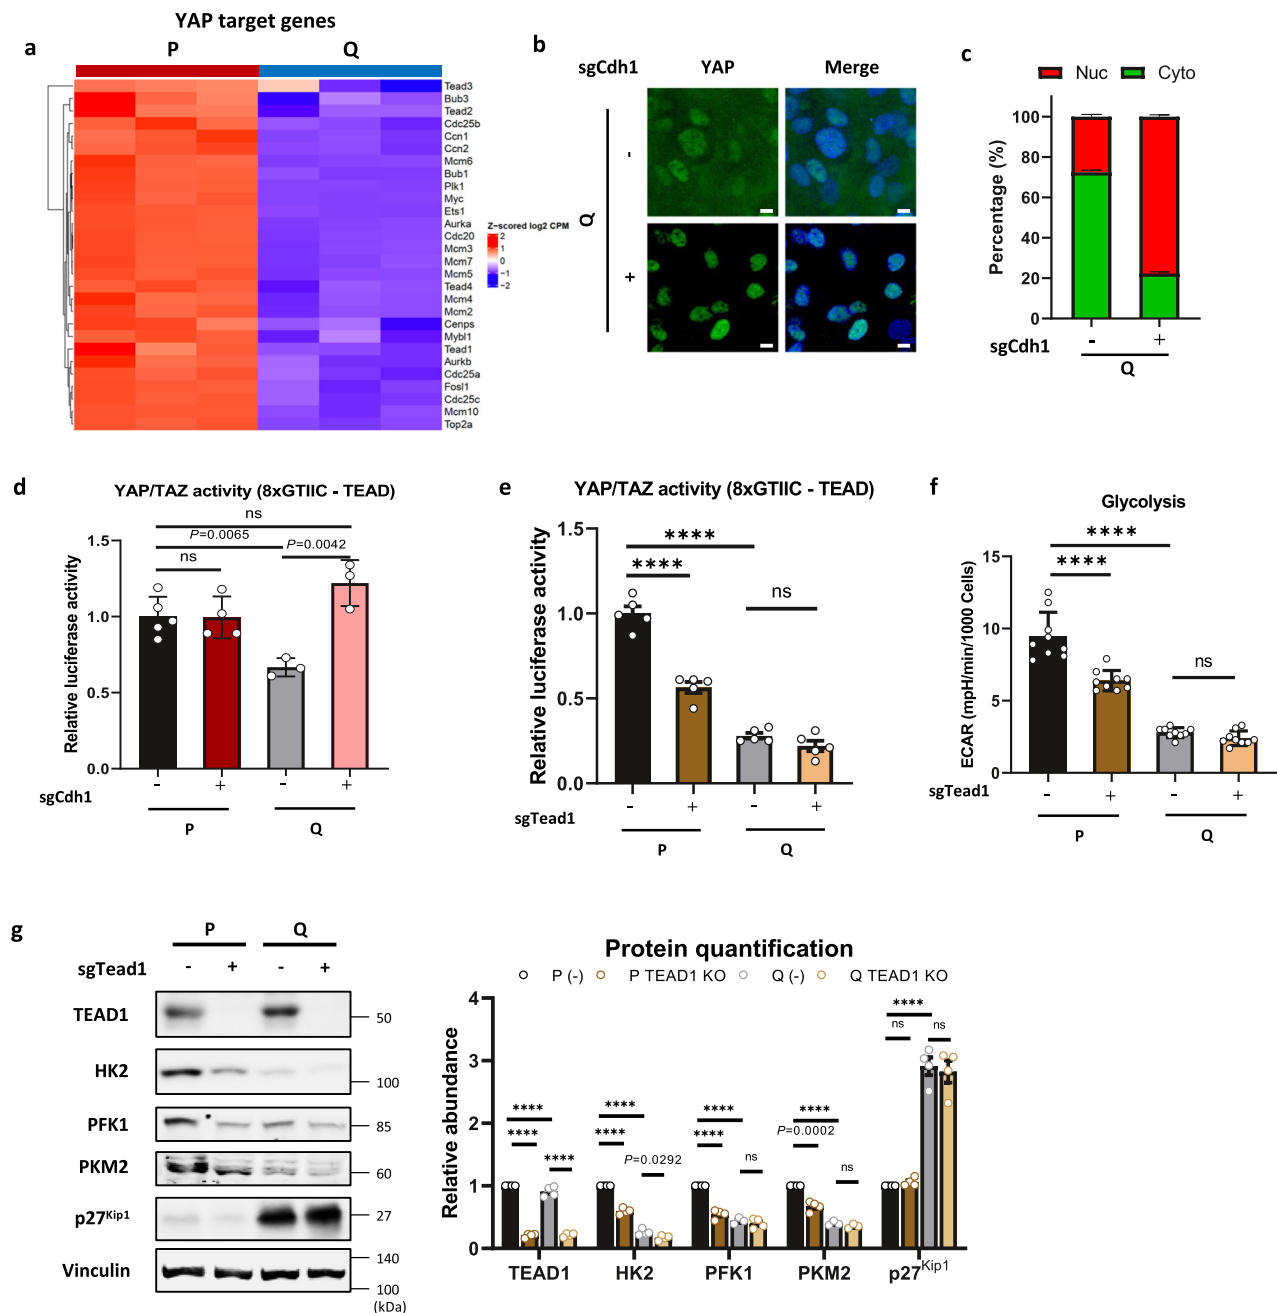 YAP target genes
a
P
Q
Tead3
Bub3
Tead2
Cdc25b
Ccn1
Ccn2
Mcm6
Bub1
Plk1
Myc
Ets1
Aurka
Cdc20
Mcm3
Mcm7
Mcm5
Tead4
Mcm4
Mcm2
Cenps
Mybl1
Tead1
Aurkb
Cdc25a
Fosl1
Cdc25c
Mcm10
Top2a
Z-scored log2 CPM
2
1
0
-1
-2
b
sgCdh1
YAP
Merge
Q
-
+
c
Nuc
Cyto
Percentage (%)
100
80
60
40
20
0
sgCdh1
-
+
Q
d
YAP/TAZ activity (8xGTIIC - TEAD)
ns
P=0.0065
P=0.0042
ns
Relative luciferase activity
1.5
1.0
0.5
0.0
sgCdh1
- + - +
P Q
e
YAP/TAZ activity (8xGTIIC - TEAD)
****
****
ns
Relative luciferase activity
1.5
1.0
0.5
0.0
sgTead1
- + - +
P Q
f
Glycolysis
****
****
ns
ECAR (mpH/min/1000 Cells)
15
10
5
0
sgTead1
- + - +
P Q
g
P Q
sgTead1 - + - +
TEAD1
50
HK2
100
PFK1
85
PKM2
60
p27Kip1
27
Vinculin
140
100
(kDa)
Protein quantification
P (-) P TEAD1 KO Q (-) Q TEAD1 KO
Relative abundance
4
3
2
1
0
****
****
****
****
****
P=0.0292
****
****
ns
****
P=0.0002
ns
****
ns
ns
TEAD1 HK2 PFK1 PKM2 p27Kip1